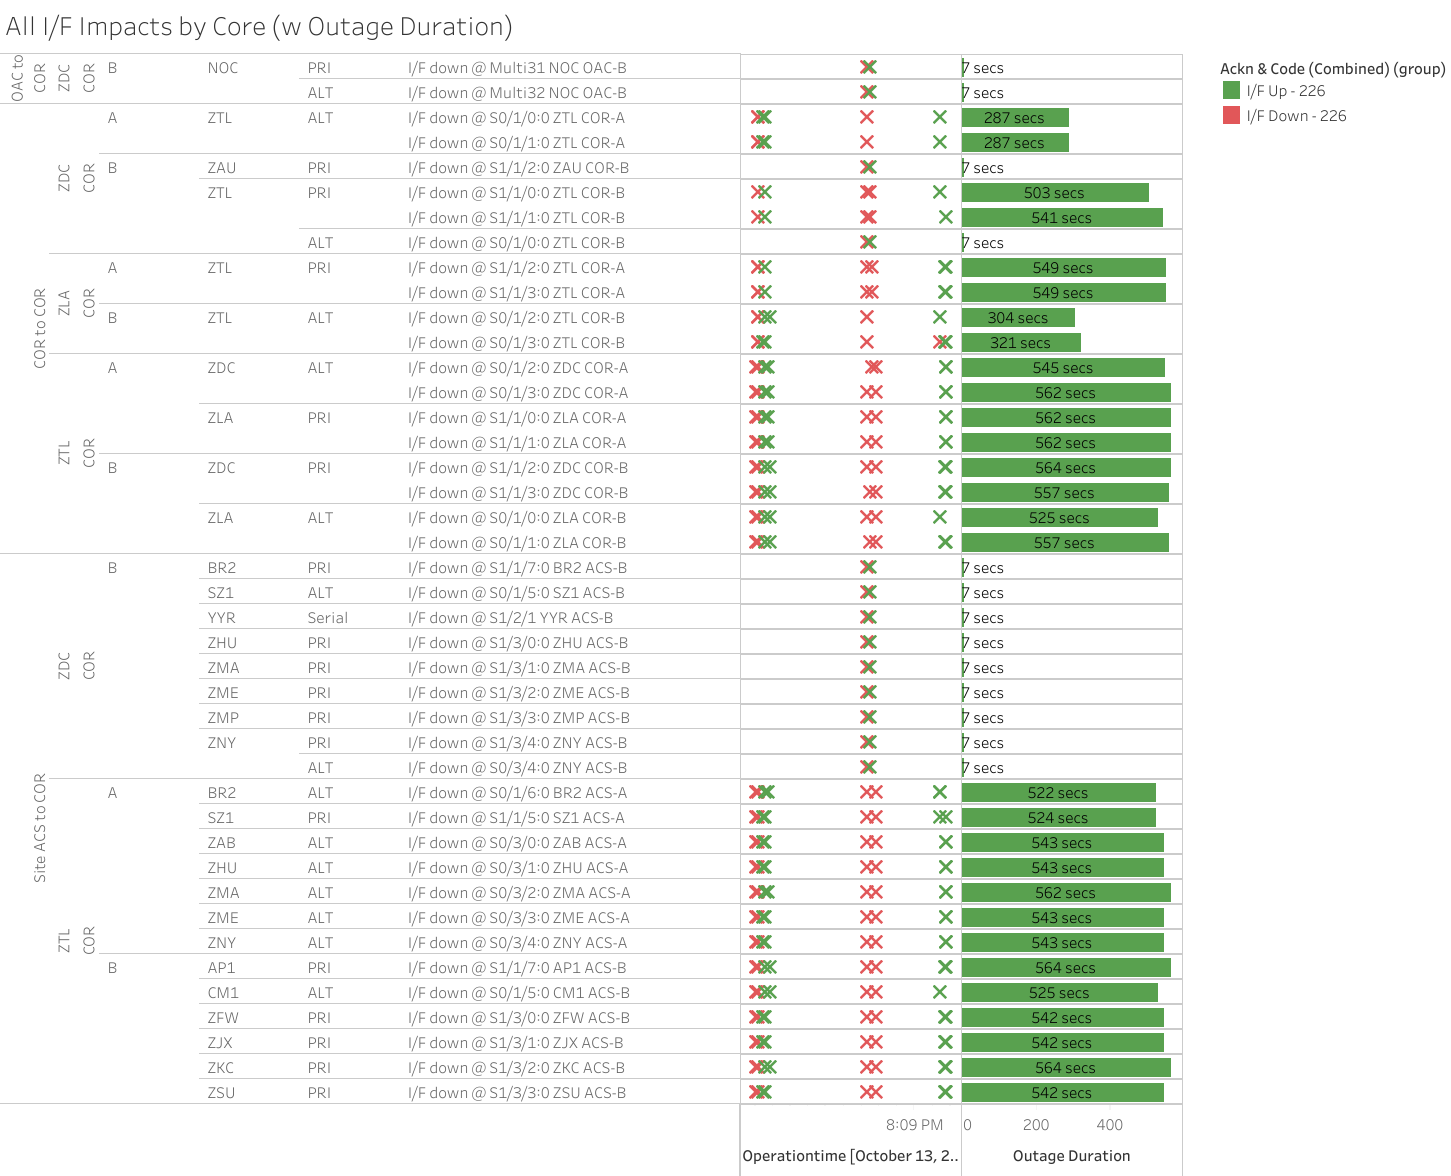 All I/F Impacts by Core (w Outage Duration)
Ackn & Code (Combined) (group)
I/F Up - 226
I/F Down - 226
OAC to COR ZDC COR B NOC PRI I/F down @ Multi31 NOC OAC-B 7 secs
ALT I/F down @ Multi32 NOC OAC-B 7 secs
COR to COR ZDC COR A ZTL ALT I/F down @ S0/1/0:0 ZTL COR-A 287 secs
I/F down @ S0/1/1:0 ZTL COR-A 287 secs
B ZAU PRI I/F down @ S1/1/2:0 ZAU COR-B 7 secs
ZTL PRI I/F down @ S1/1/0:0 ZTL COR-B 503 secs
I/F down @ S1/1/1:0 ZTL COR-B 541 secs
ALT I/F down @ S0/1/0:0 ZTL COR-B 7 secs
ZLA COR A ZTL PRI I/F down @ S1/1/2:0 ZTL COR-A 549 secs
I/F down @ S1/1/3:0 ZTL COR-A 549 secs
B ZTL ALT I/F down @ S0/1/2:0 ZTL COR-B 304 secs
I/F down @ S0/1/3:0 ZTL COR-B 321 secs
ZTL COR A ZDC ALT I/F down @ S0/1/2:0 ZDC COR-A 545 secs
I/F down @ S0/1/3:0 ZDC COR-A 562 secs
ZLA PRI I/F down @ S1/1/0:0 ZLA COR-A 562 secs
I/F down @ S1/1/1:0 ZLA COR-A 562 secs
B ZDC PRI I/F down @ S1/1/2:0 ZDC COR-B 564 secs
I/F down @ S1/1/3:0 ZDC COR-B 557 secs
ZLA ALT I/F down @ S0/1/0:0 ZLA COR-B 525 secs
I/F down @ S0/1/1:0 ZLA COR-B 557 secs
Site ACS to COR ZDC COR B BR2 PRI I/F down @ S1/1/7:0 BR2 ACS-B 7 secs
SZ1 ALT I/F down @ S0/1/5:0 SZ1 ACS-B 7 secs
YYR Serial I/F down @ S1/2/1 YYR ACS-B 7 secs
ZHU PRI I/F down @ S1/3/0:0 ZHU ACS-B 7 secs
ZMA PRI I/F down @ S1/3/1:0 ZMA ACS-B 7 secs
ZME PRI I/F down @ S1/3/2:0 ZME ACS-B 7 secs
ZMP PRI I/F down @ S1/3/3:0 ZMP ACS-B 7 secs
ZNY PRI I/F down @ S1/3/4:0 ZNY ACS-B 7 secs
ALT I/F down @ S0/3/4:0 ZNY ACS-B 7 secs
ZTL COR A BR2 ALT I/F down @ S0/1/6:0 BR2 ACS-A 522 secs
SZ1 PRI I/F down @ S1/1/5:0 SZ1 ACS-A 524 secs
ZAB ALT I/F down @ S0/3/0:0 ZAB ACS-A 543 secs
ZHU ALT I/F down @ S0/3/1:0 ZHU ACS-A 543 secs
ZMA ALT I/F down @ S0/3/2:0 ZMA ACS-A 562 secs
ZME ALT I/F down @ S0/3/3:0 ZME ACS-A 543 secs
ZNY ALT I/F down @ S0/3/4:0 ZNY ACS-A 543 secs
B AP1 PRI I/F down @ S1/1/7:0 AP1 ACS-B 564 secs
CM1 ALT I/F down @ S0/1/5:0 CM1 ACS-B 525 secs
ZFW PRI I/F down @ S1/3/0:0 ZFW ACS-B 542 secs
ZJX PRI I/F down @ S1/3/1:0 ZJX ACS-B 542 secs
ZKC PRI I/F down @ S1/3/2:0 ZKC ACS-B 564 secs
ZSU PRI I/F down @ S1/3/3:0 ZSU ACS-B 542 secs
8:09 PM 0 200 400
Operationtime [October 13, 2.. Outage Duration